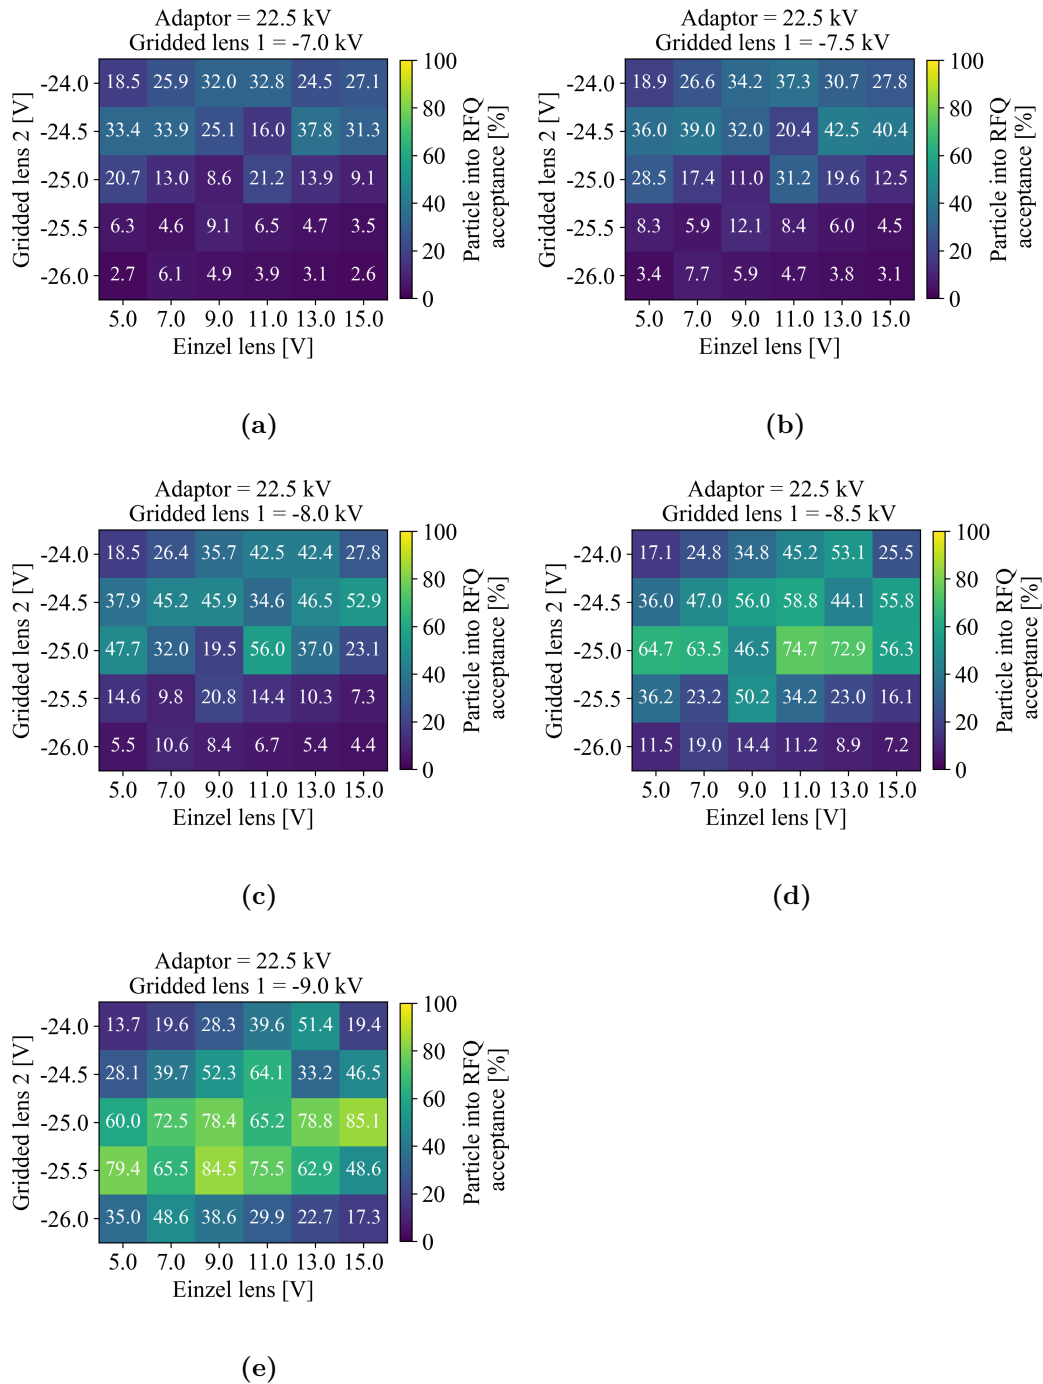 Adaptor = 22.5 kV
Gridded lens 1 = -7.0 kV
Gridded lens 2 [V]
-24.0 18.5 25.9 32.0 32.8 24.5 27.1
-24.5 33.4 33.9 25.1 16.0 37.8 31.3
-25.0 20.7 13.0 8.6 21.2 13.9 9.1
-25.5 6.3 4.6 9.1 6.5 4.7 3.5
-26.0 2.7 6.1 4.9 3.9 3.1 2.6
5.0 7.0 9.0 11.0 13.0 15.0
Einzel lens [V]
100
80
60
40
20
0
Particle into RFQ
acceptance [%]
(a)
Adaptor = 22.5 kV
Gridded lens 1 = -7.5 kV
Gridded lens 2 [V]
-24.0 18.9 26.6 34.2 37.3 30.7 27.8
-24.5 36.0 39.0 32.0 20.4 42.5 40.4
-25.0 28.5 17.4 11.0 31.2 19.6 12.5
-25.5 8.3 5.9 12.1 8.4 6.0 4.5
-26.0 3.4 7.7 5.9 4.7 3.8 3.1
5.0 7.0 9.0 11.0 13.0 15.0
Einzel lens [V]
100
80
60
40
20
0
Particle into RFQ
acceptance [%]
(b)
Adaptor = 22.5 kV
Gridded lens 1 = -8.0 kV
Gridded lens 2 [V]
-24.0 18.5 26.4 35.7 42.5 42.4 27.8
-24.5 37.9 45.2 45.9 34.6 46.5 52.9
-25.0 47.7 32.0 19.5 56.0 37.0 23.1
-25.5 14.6 9.8 20.8 14.4 10.3 7.3
-26.0 5.5 10.6 8.4 6.7 5.4 4.4
5.0 7.0 9.0 11.0 13.0 15.0
Einzel lens [V]
100
80
60
40
20
0
Particle into RFQ
acceptance [%]
(c)
Adaptor = 22.5 kV
Gridded lens 1 = -8.5 kV
Gridded lens 2 [V]
-24.0 17.1 24.8 34.8 45.2 53.1 25.5
-24.5 36.0 47.0 56.0 58.8 44.1 55.8
-25.0 64.7 63.5 46.5 74.7 72.9 56.3
-25.5 36.2 23.2 50.2 34.2 23.0 16.1
-26.0 11.5 19.0 14.4 11.2 8.9 7.2
5.0 7.0 9.0 11.0 13.0 15.0
Einzel lens [V]
100
80
60
40
20
0
Particle into RFQ
acceptance [%]
(d)
Adaptor = 22.5 kV
Gridded lens 1 = -9.0 kV
Gridded lens 2 [V]
-24.0 13.7 19.6 28.3 39.6 51.4 19.4
-24.5 28.1 39.7 52.3 64.1 33.2 46.5
-25.0 60.0 72.5 78.4 65.2 78.8 85.1
-25.5 79.4 65.5 84.5 75.5 62.9 48.6
-26.0 35.0 48.6 38.6 29.9 22.7 17.3
5.0 7.0 9.0 11.0 13.0 15.0
Einzel lens [V]
100
80
60
40
20
0
Particle into RFQ
acceptance [%]
(e)